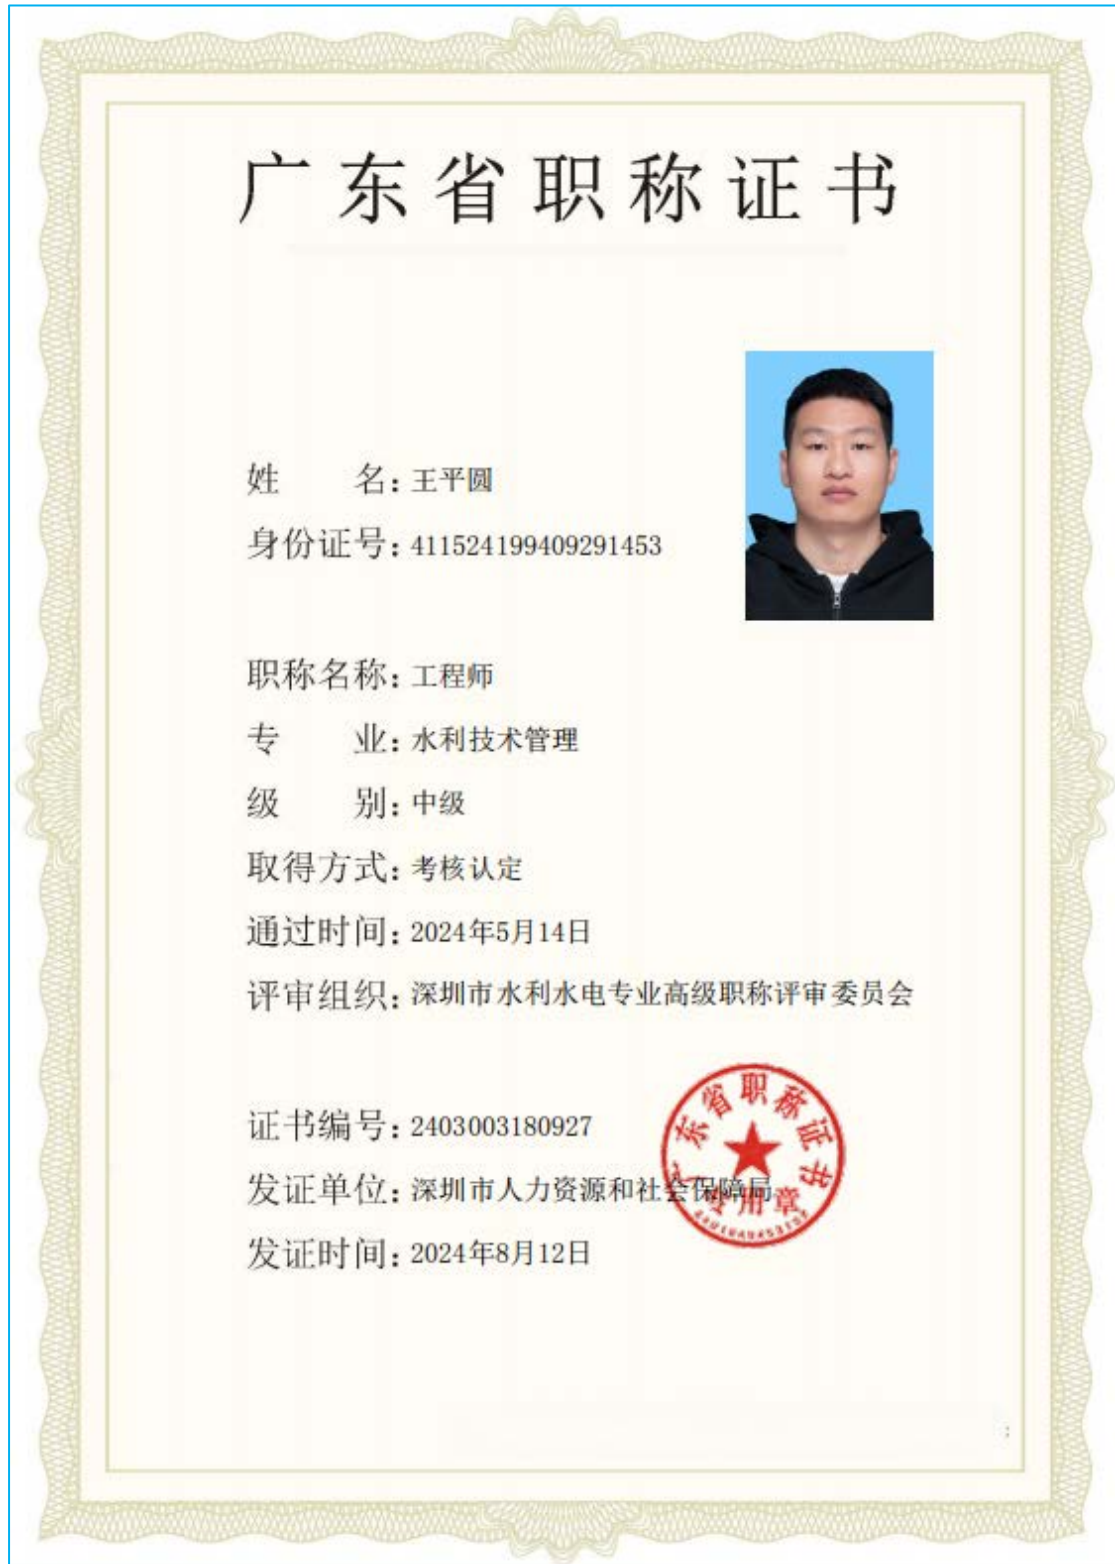 广东省职称证书
姓 名：王平圆
身份证号：411524199409291453
职称名称：工程师
专 业：水利技术管理
级 别：中级
取得方式：考核认定
通过时间：2024年5月14日
评审组织：深圳市水利水电专业高级职称评审委员会
证书编号：2403003180927
发证单位：深圳市人力资源和社会保障局
发证时间：2024年8月12日
广东省职称证书
专用章